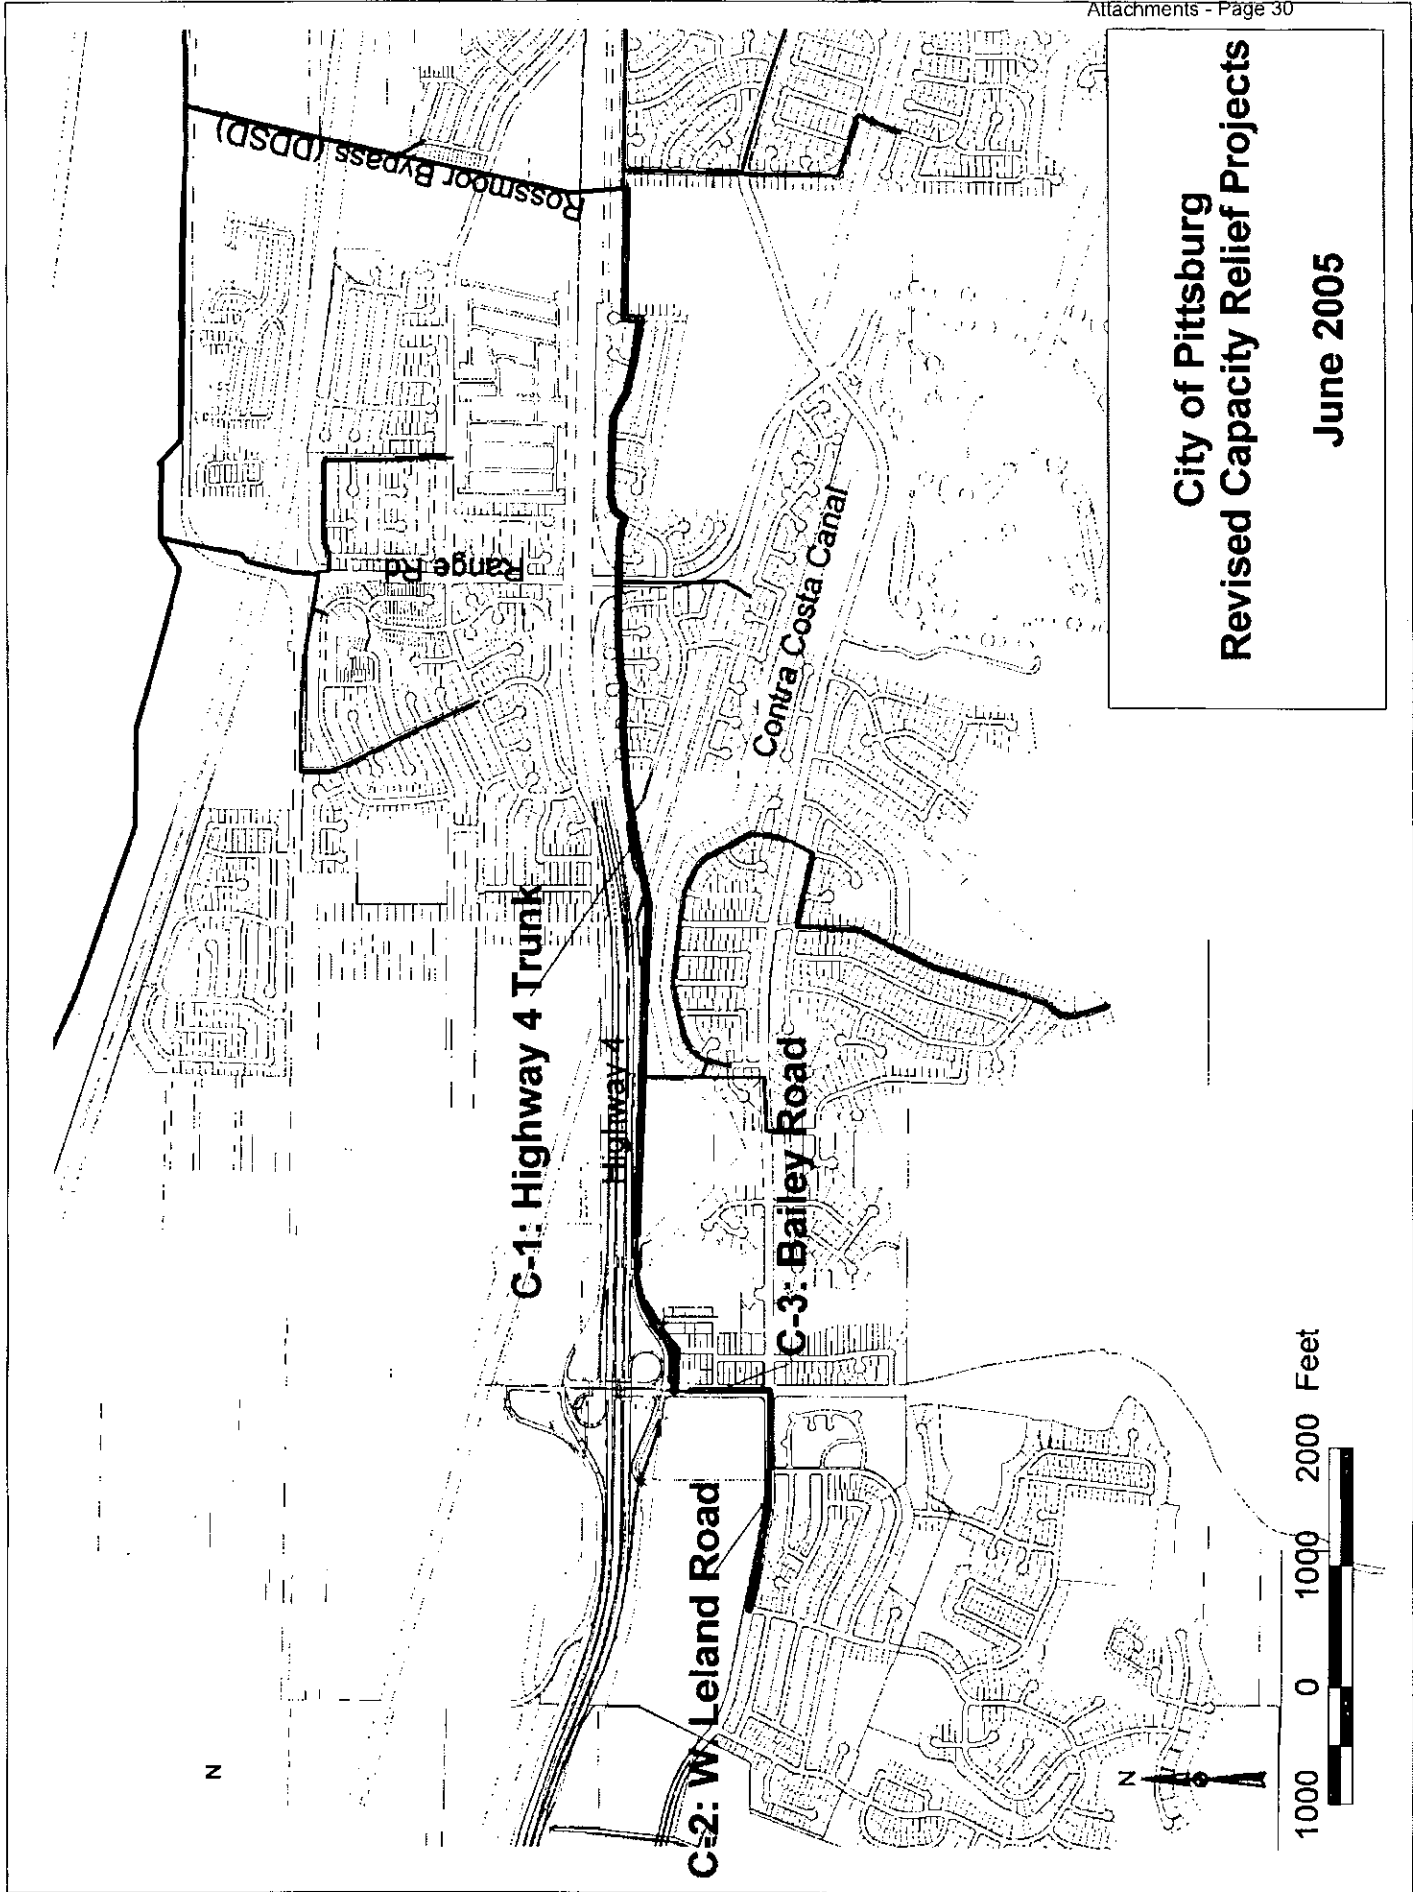 Attachments - Page 30
Rossmoor Bypass (DDSD)
Range Rd
Contra Costa Canal
C-1: Highway 4 Trunk
Highway 4
C-3: Bailey Road
C-2: W Leland Road
City of Pittsburg
Revised Capacity Relief Projects
June 2005
N
N
1000 0 1000 2000 Feet